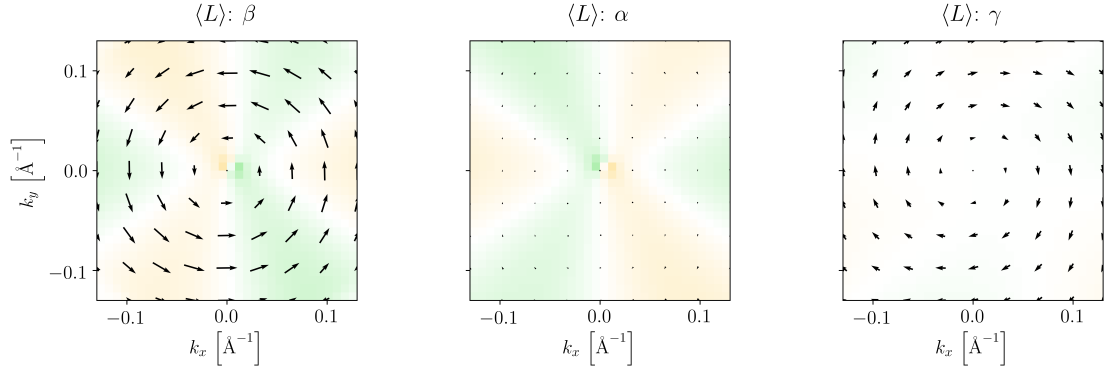 ⟨L⟩: β
⟨L⟩: α
⟨L⟩: γ
0.1
0.0
−0.1
k_y [Å⁻¹]
−0.1 0.0 0.1
−0.1 0.0 0.1
−0.1 0.0 0.1
k_x [Å⁻¹]
k_x [Å⁻¹]
k_x [Å⁻¹]